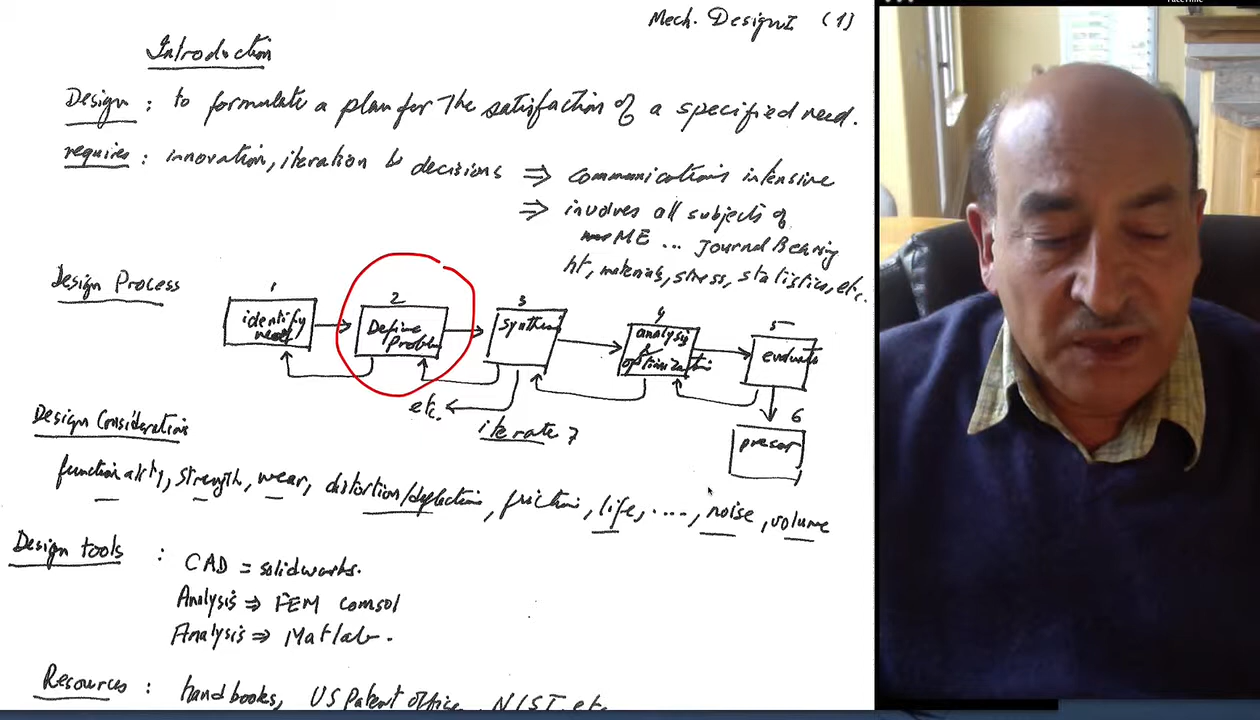 Mech. Design I (1)
Introduction
Design : to formulate a plan for The satisfaction of a specified need.
requires : innovation, iteration & decisions ⇒ communications intensive
⇒ involves all subjects of
ME ... Journal Bearing
ht, materials, stress, statistics, etc.
Design Process
1 2 3 4 5
identify need
Define Problem
synthesis
analysis & optimization
evaluate
6
present
etc.
iterate 7
Design Considerations
functionality, strength, wear, distortion/deflection, friction, life, ...., noise, volume
Design tools : CAD = solidworks.
Analysis ⇒ FEM comsol
Analysis ⇒ Matlab.
Resources : handbooks, US Patent office, NIST, etc.